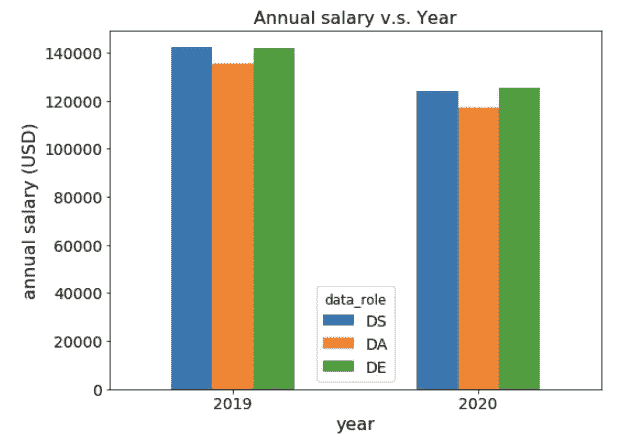 Annual salary v.s. Year
annual salary (USD)
140000
120000
100000
80000
60000
40000
20000
0
data_role
DS
DA
DE
2019
2020
year